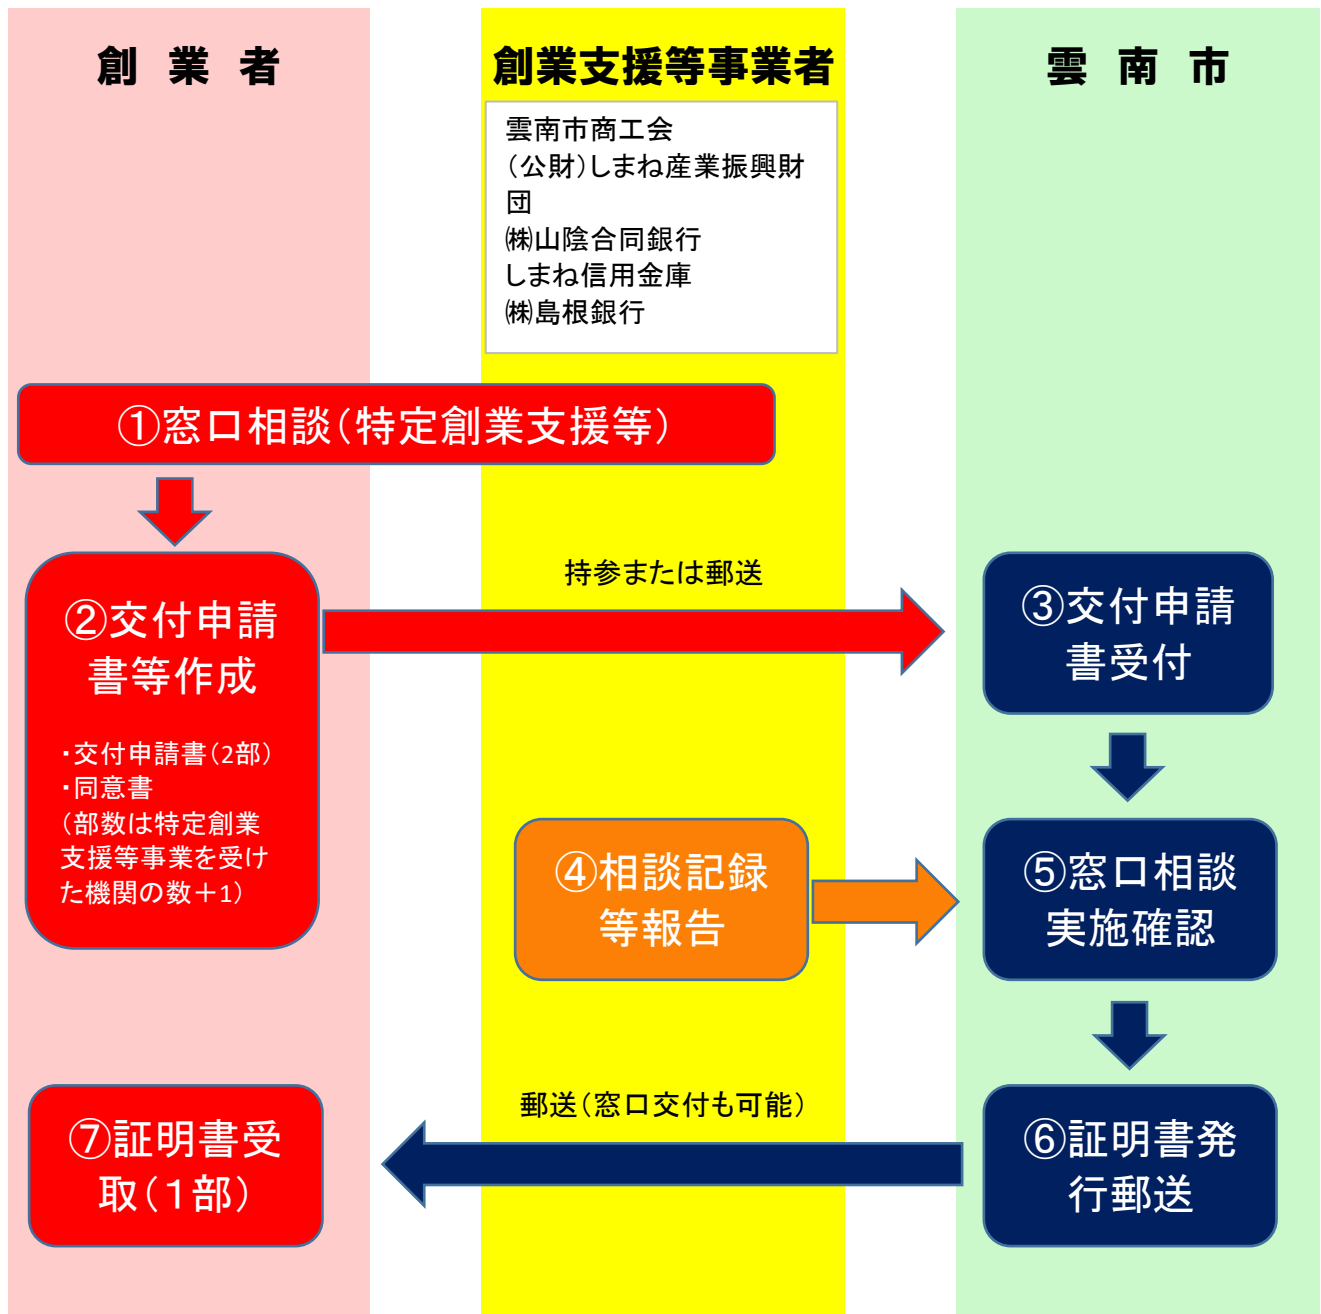 創 業 者
創業支援等事業者
雲 南 市
雲南市商工会
（公財）しまね産業振興財
団
㈱山陰合同銀行
しまね信用金庫
㈱島根銀行
①窓口相談（特定創業支援等）
②交付申請
書等作成
・交付申請書（2部）
・同意書
（部数は特定創業
支援等事業を受け
た機関の数＋1）
持参または郵送
③交付申請
書受付
④相談記録
等報告
⑤窓口相談
実施確認
郵送（窓口交付も可能）
⑥証明書発
行郵送
⑦証明書受
取（１部）